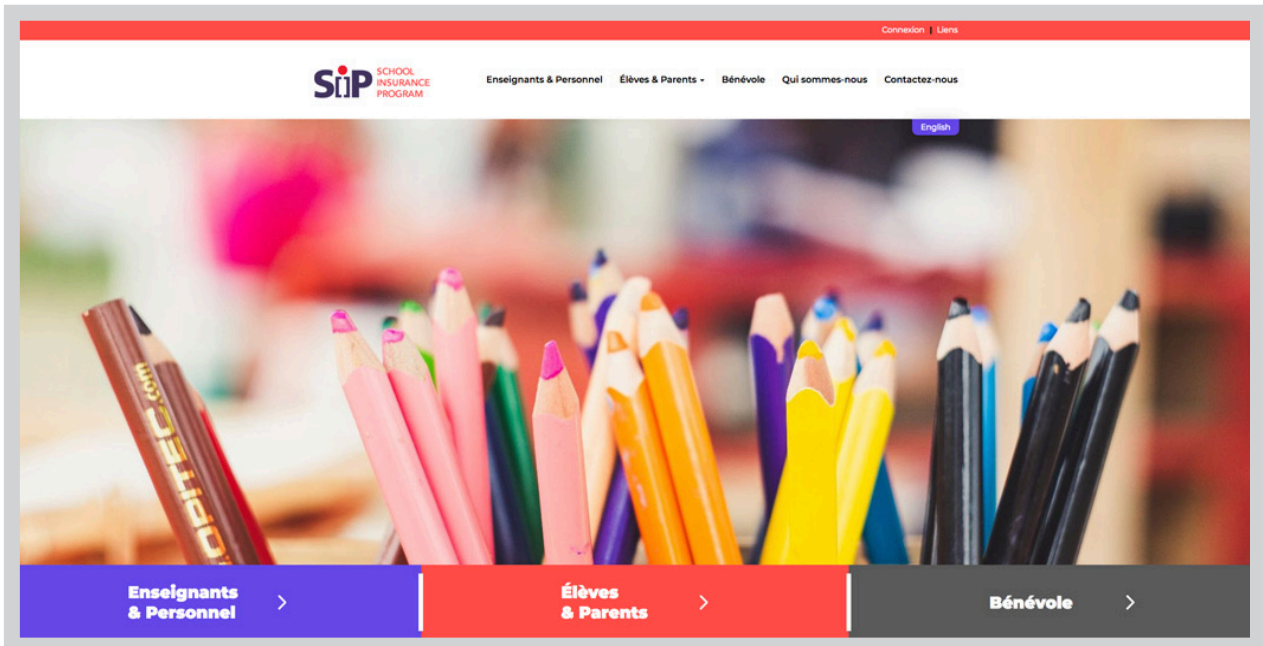 Connexion | Liens
SiiP SCHOOL
INSURANCE
PROGRAM
Enseignants & Personnel Élèves & Parents Bénévole Qui sommes-nous Contactez-nous
English
OPITEC.com
Enseignants
& Personnel
Élèves
& Parents
Bénévole